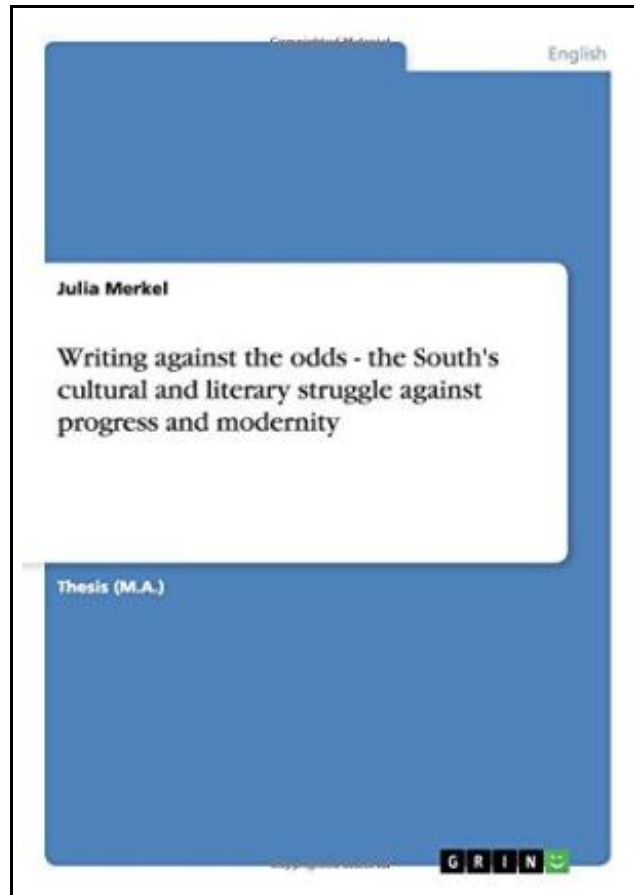 English
Julia Merkel
Writing against the odds - the South's
cultural and literary struggle against
progress and modernity
Thesis (M.A.)
GRIN